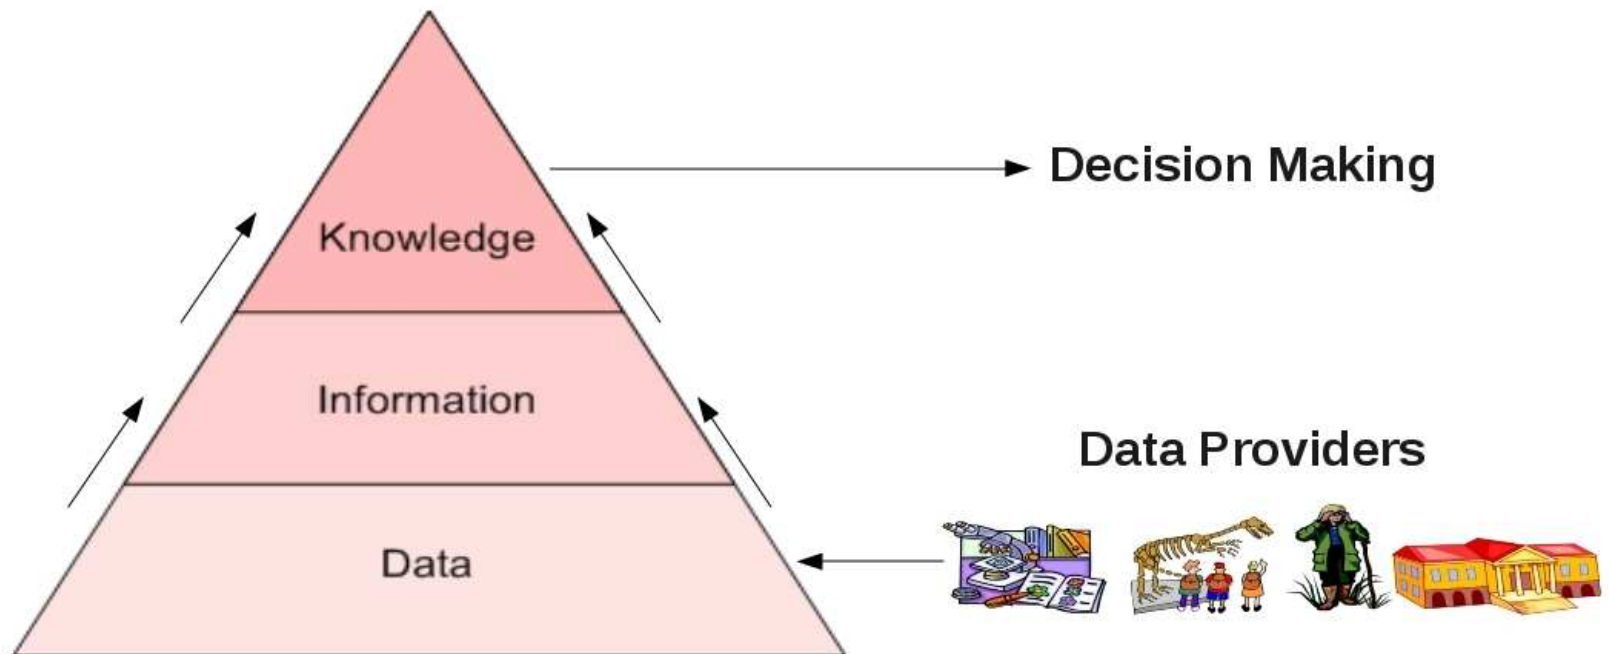 Decision Making
Knowledge
Information
Data Providers
Data